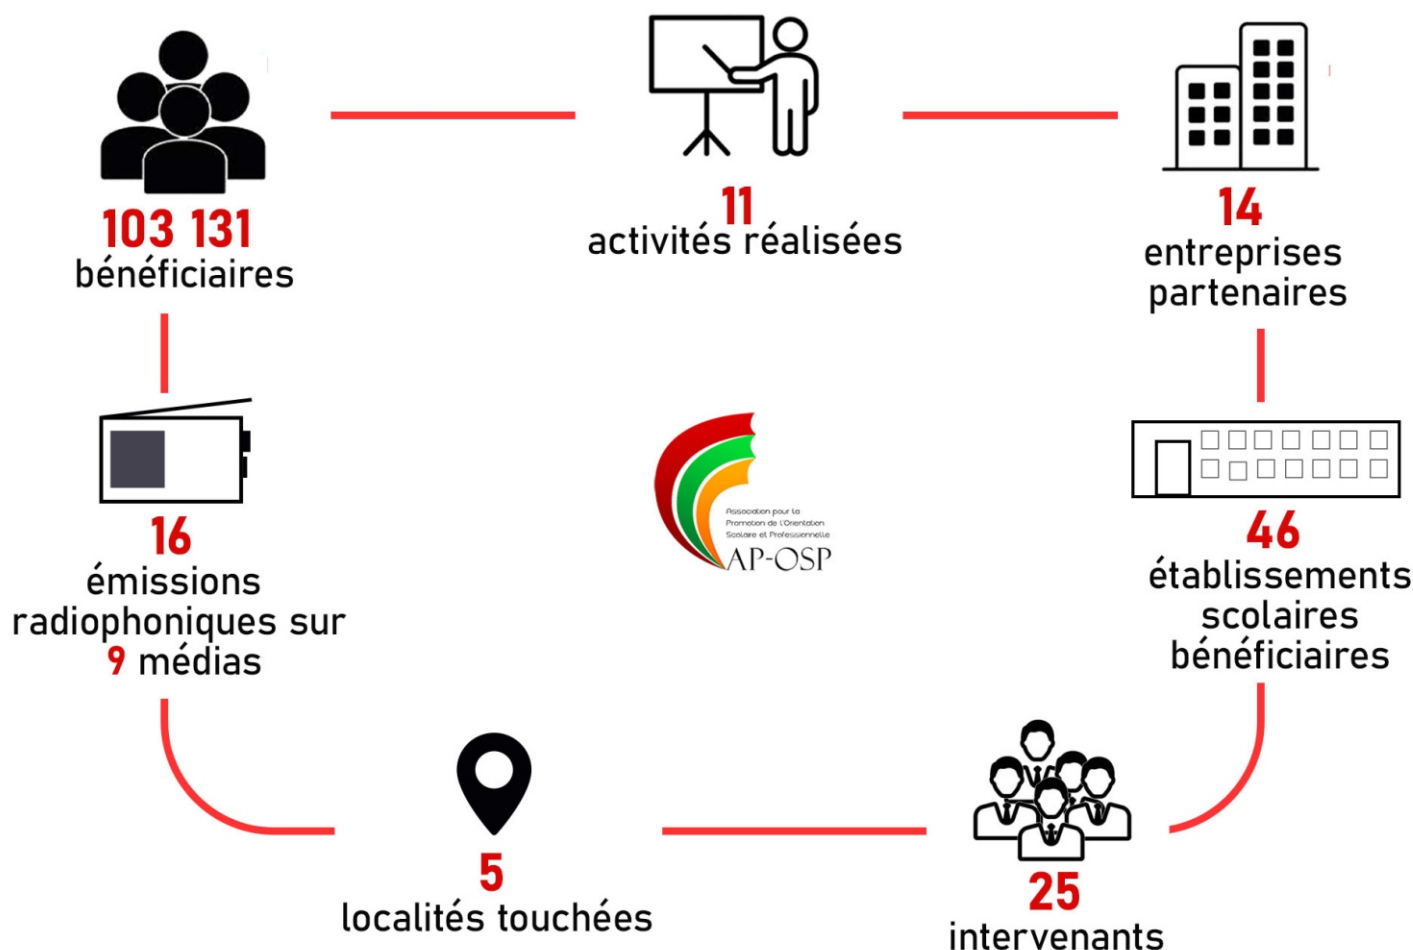 103 131
bénéficiaires
11
activités réalisées
14
entreprises
partenaires
16
émissions
radiophoniques sur
9 médias
Association pour la
Promotion de l'Orientation
Scolaire et Professionnelle
AP-OSP
46
établissements
scolaires
bénéficiaires
5
localités touchées
25
intervenants